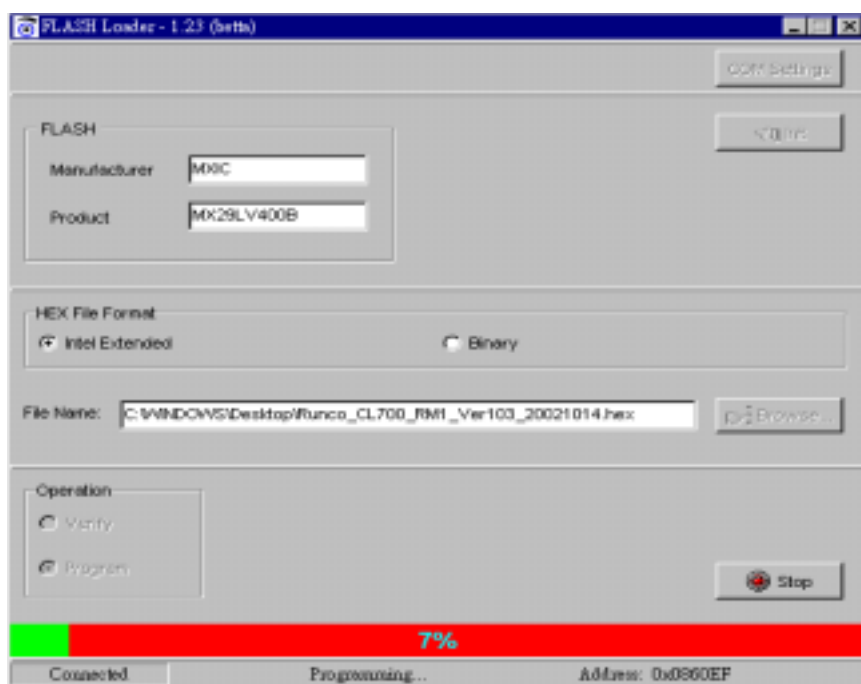 FLASH Loader - 1.23 (betta)
COM Settings
FLASH
Manufacturer MXIC
Product MX29LV400B
HEX File Format
Intel Extended Binary
File Name: C:\WINDOWS\Desktop\Runco_CL700_RM1_Ver103_20021014.hex Browse...
Operation
Verify
Program
Stop
7%
Connected Programming... Address: 0x0860EF